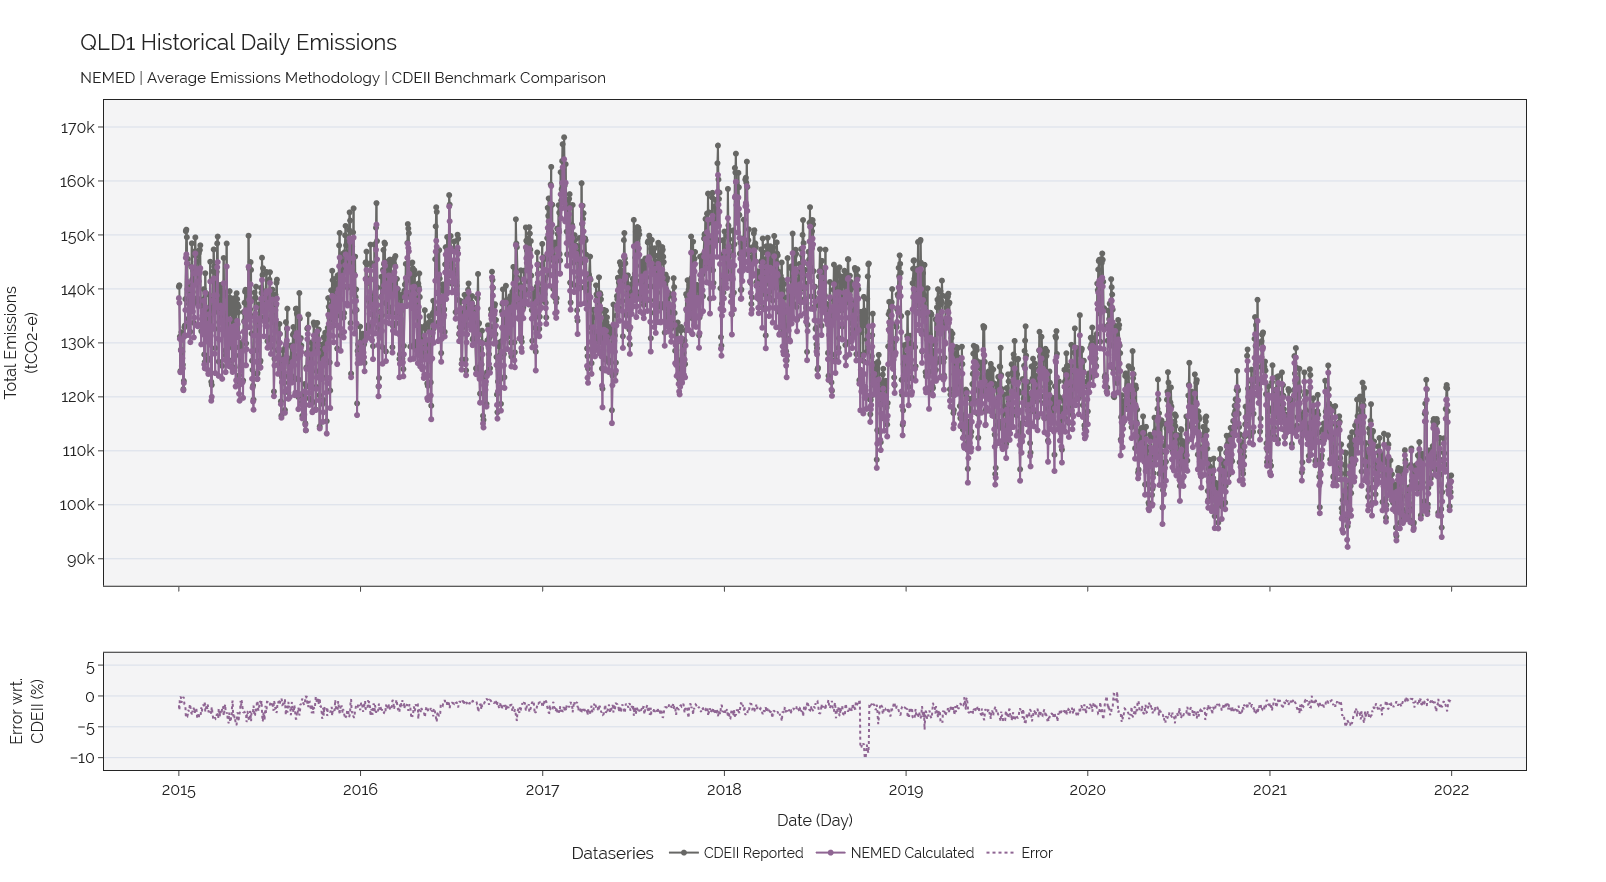 QLD1 Historical Daily Emissions
NEMED | Average Emissions Methodology | CDEII Benchmark Comparison
Total Emissions
(tCO2-e)
170k
160k
150k
140k
130k
120k
110k
100k
90k
Error wrt.
CDEII (%)
5
0
−5
−10
2015 2016 2017 2018 2019 2020 2021 2022
Date (Day)
Dataseries CDEII Reported NEMED Calculated Error